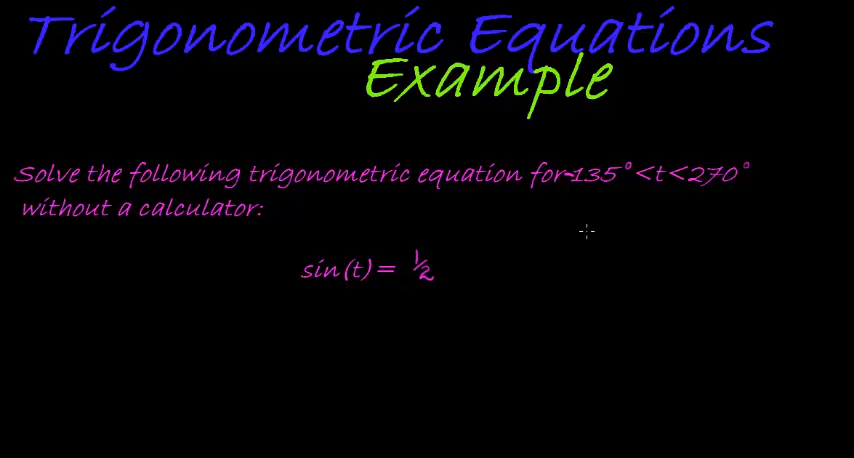 Trigonometric Equations
Example
Solve the following trigonometric equation for -135°<t<270°
without a calculator:
sin(t) = 1/2